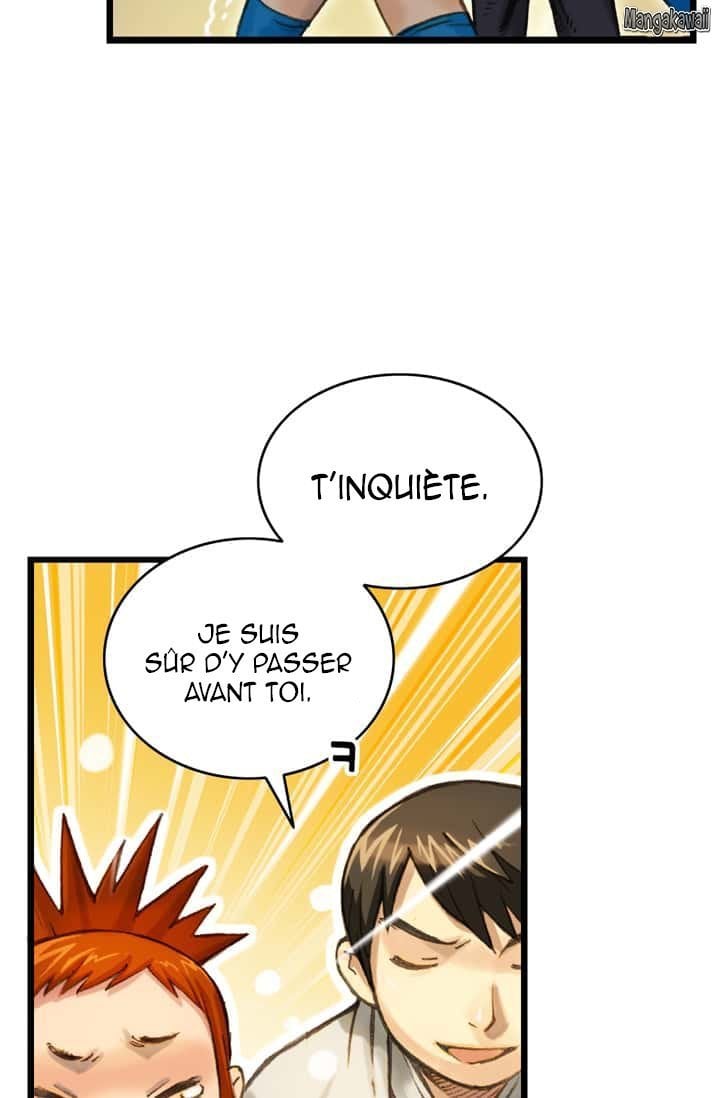 Mangakawaii
T'INQUIÈTE.
JE SUIS
SÛR D'Y PASSER
AVANT TOI.
ㅋ